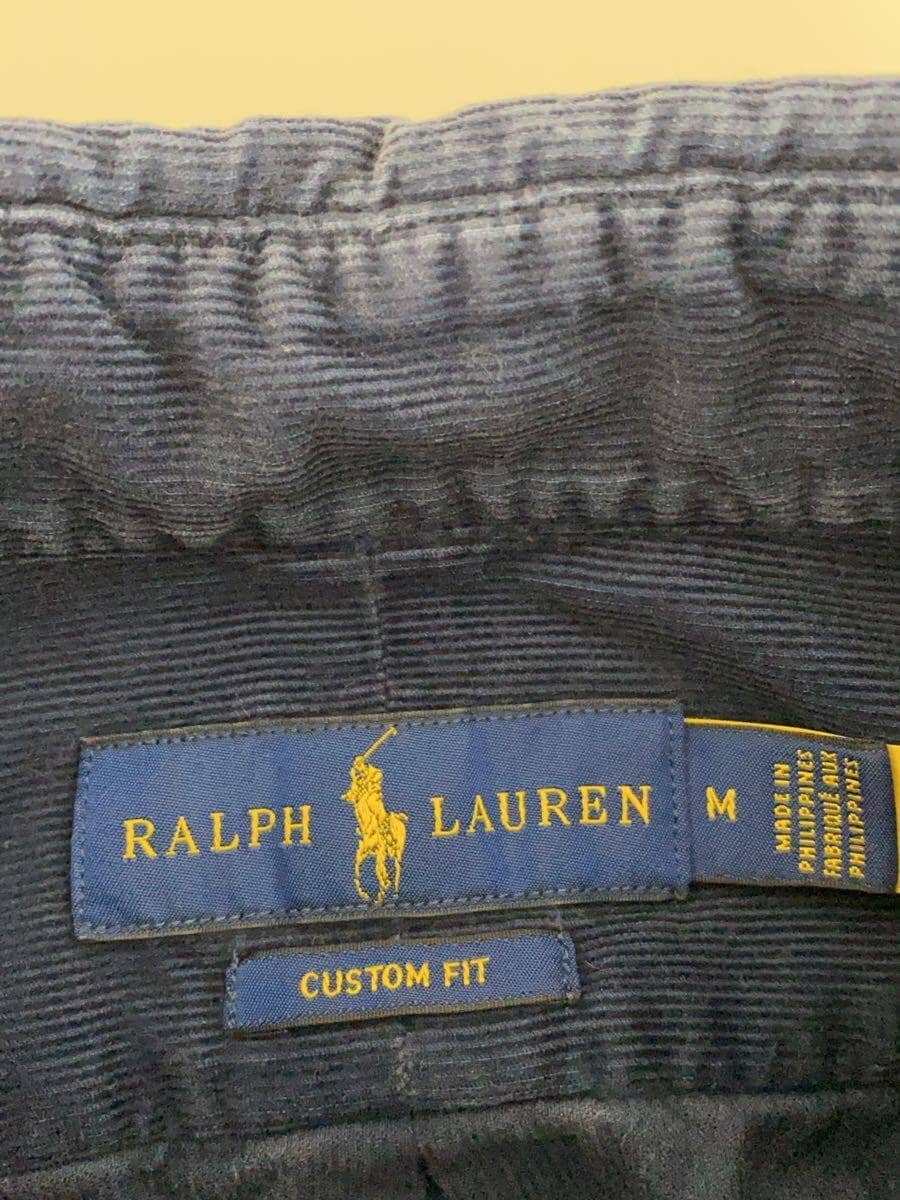 RALPH LAUREN
M
MADE IN
PHILIPPINES
FABRIQUÉ AUX
PHILIPPINES
CUSTOM FIT